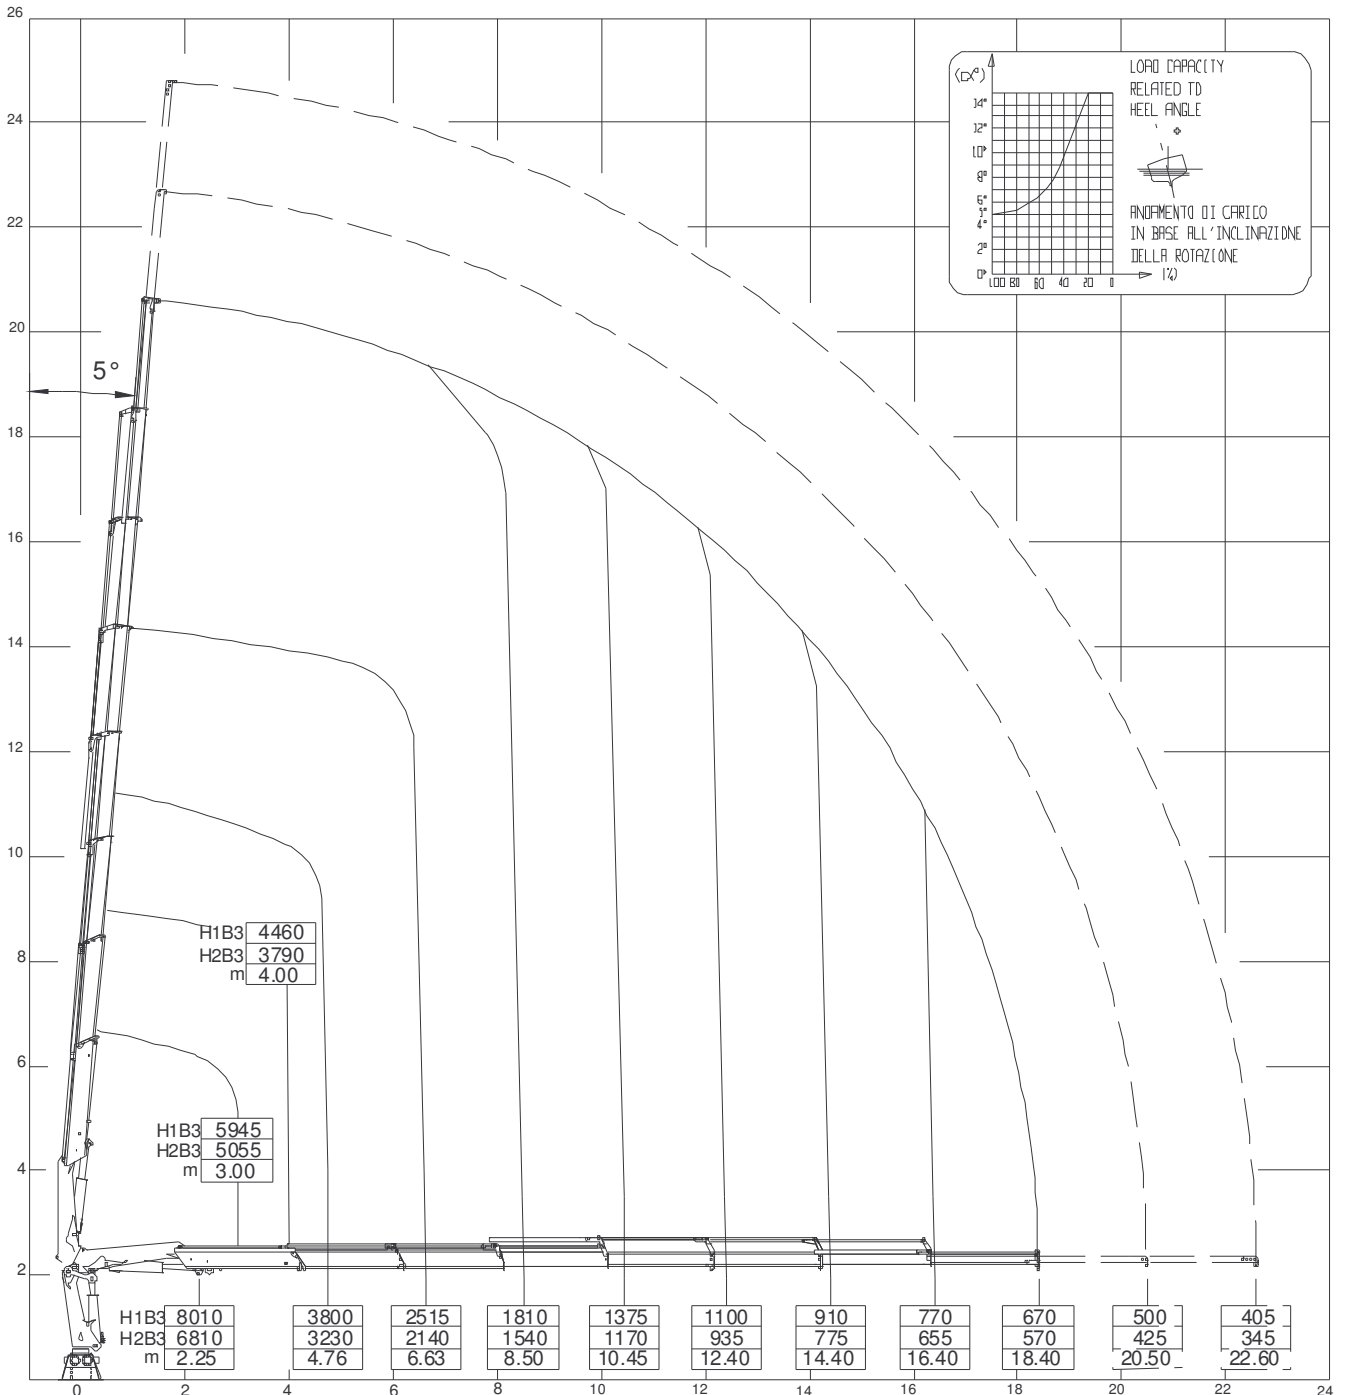 26
24
22
20
18
16
14
12
10
8
6
4
2
5°
(α°)
14°
12°
10°
8°
6°
5°
4°
2°
0°
100 80 60 40 20 0
(%)
LOAD CAPACITY
RELATED TO
HEEL ANGLE
ANDAMENTO DI CARICO
IN BASE ALL'INCLINAZIONE
DELLA ROTAZIONE
H1B3 4460
H2B3 3790
m 4.00
H1B3 5945
H2B3 5055
m 3.00
H1B3 8010 3800 2515 1810 1375 1100 910 770 670 500 405
H2B3 6810 3230 2140 1540 1170 935 775 655 570 425 345
m 2.25 4.76 6.63 8.50 10.45 12.40 14.40 16.40 18.40 20.50 22.60
0 2 4 6 8 10 12 14 16 18 20 22 24